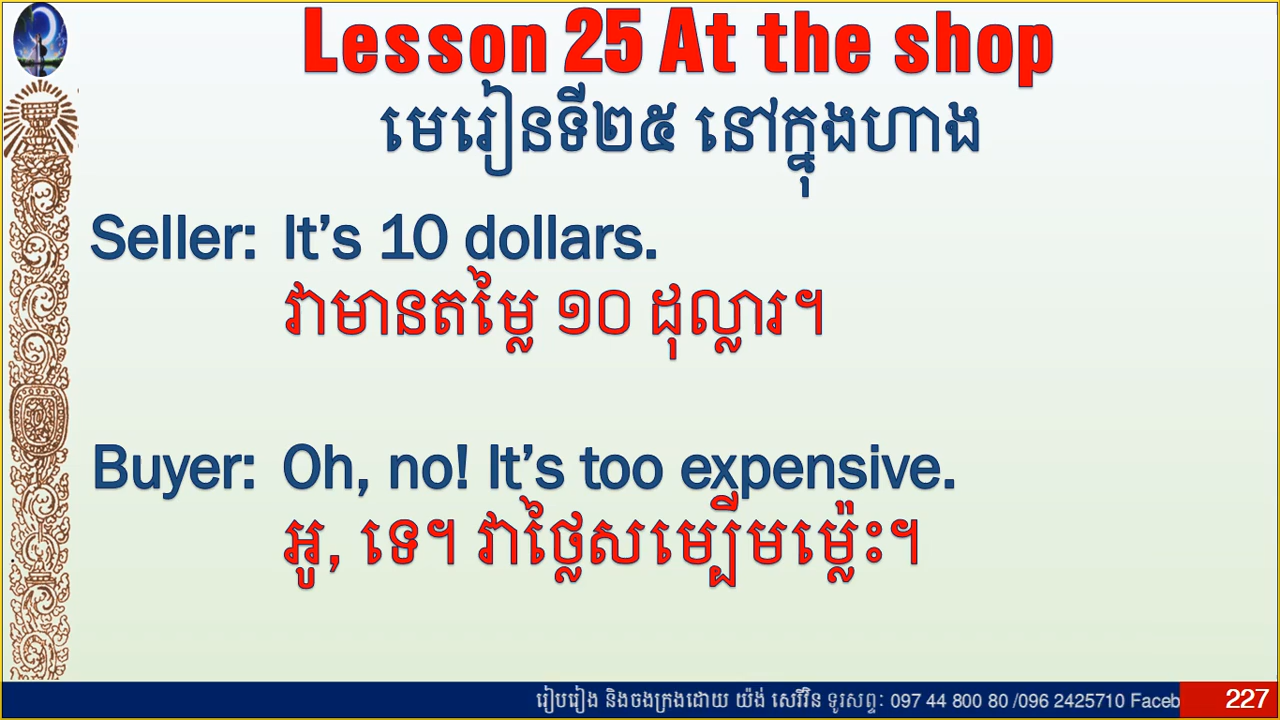 Lesson 25 At the shop
មេរៀនទី២៥ នៅក្នុងហាង
Seller: It’s 10 dollars.
វាមានតម្លៃ ១០ ដុល្លារ។
Buyer: Oh, no! It’s too expensive.
អូ, ទេ។ វាថ្លៃសម្បើមម្ល៉េះ។
រៀបរៀង និងចងក្រងដោយ យ៉ង់ សេរីវិន ទូរសព្ទៈ 097 44 800 80 /096 2425710 Faceb
227